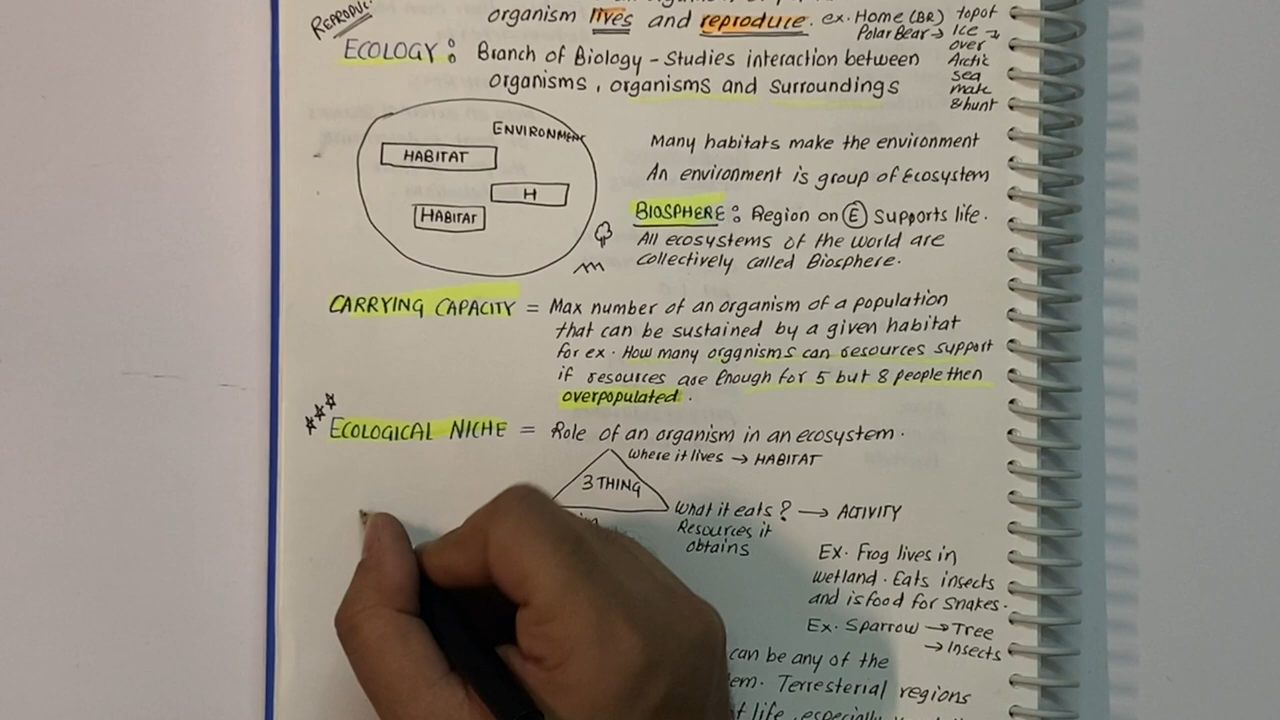 REPRODUC
organism lives and reproduce. ex. Home (BR)
topot
Polar Bear → Ice →
over
Arctic
sea
mate
& hunt
ECOLOGY: Branch of Biology - Studies interaction between
organisms, organisms and surroundings
ENVIRONMENT
HABITAT
H
HABITAT
Many habitats make the environment
An environment is group of Ecosystem
BIOSPHERE: Region on E supports life.
All ecosystems of the world are
collectively called Biosphere.
CARRYING CAPACITY = Max number of an organism of a population
that can be sustained by a given habitat
for ex. How many organisms can resources support
if resources are enough for 5 but 8 people then
overpopulated.
ECOLOGICAL NICHE = Role of an organism in an ecosystem.
where it lives → HABITAT
3 THING
What it eats? → ACTIVITY
Resources it
obtains
Ex. Frog lives in
wetland. Eats insects
and is food for snakes.
Ex. Sparrow → Tree
→ Insects
can be any of the
em. Terresterial regions
life, especially